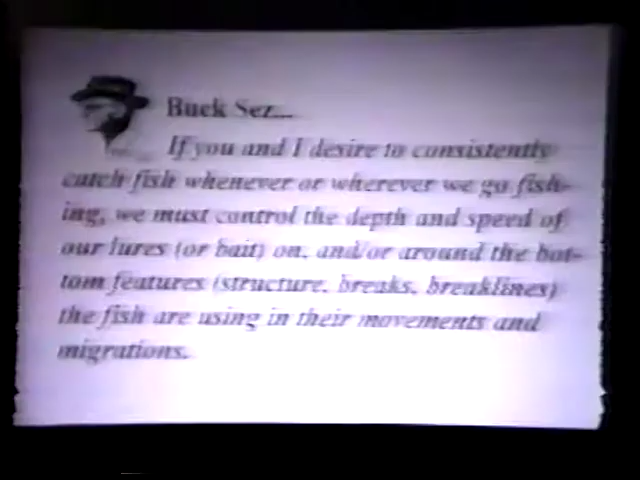 Buck Sez...
If you and I desire to consistently
catch fish whenever or wherever we go fish-
ing, we must control the depth and speed of
our lures (or bait) on, and/or around the bot-
tom features (structure, breaks, breaklines)
the fish are using in their movements and
migrations.